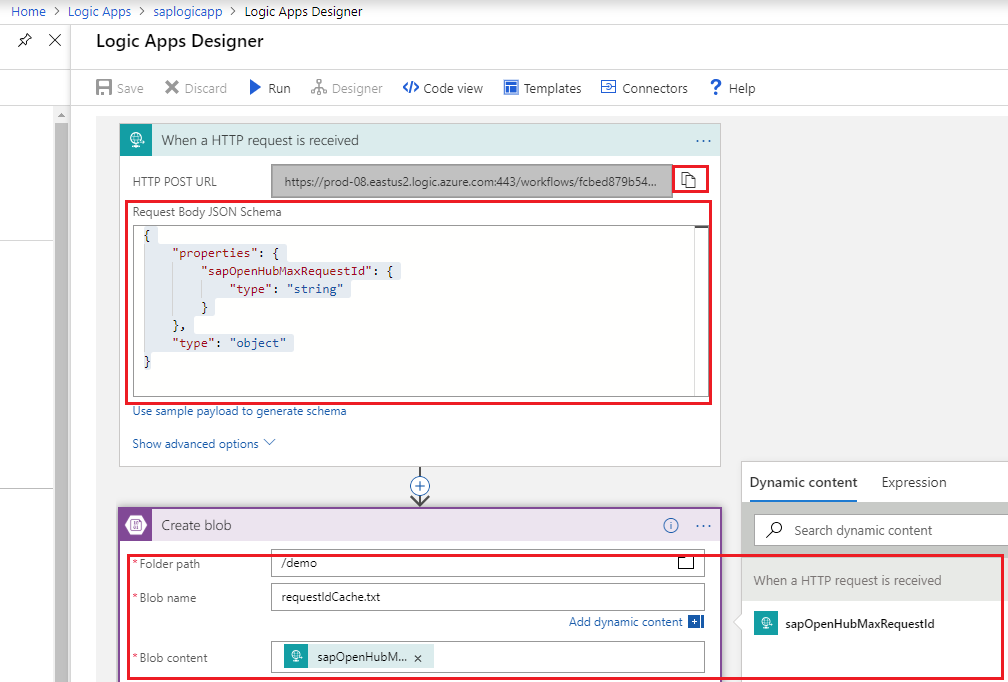 Home > Logic Apps > saplogicapp > Logic Apps Designer
Logic Apps Designer
Save Discard Run Designer Code view Templates Connectors ? Help
When a HTTP request is received ...
HTTP POST URL https://prod-08.eastus2.logic.azure.com:443/workflows/fcbed879b54...
Request Body JSON Schema
{
"properties": {
"sapOpenHubMaxRequestId": {
"type": "string"
}
},
"type": "object"
}
Use sample payload to generate schema
Show advanced options
Dynamic content Expression
Create blob ...
Search dynamic content
*Folder path /demo
When a HTTP request is received
*Blob name requestIdCache.txt
Add dynamic content
sapOpenHubMaxRequestId
*Blob content sapOpenHubM... x